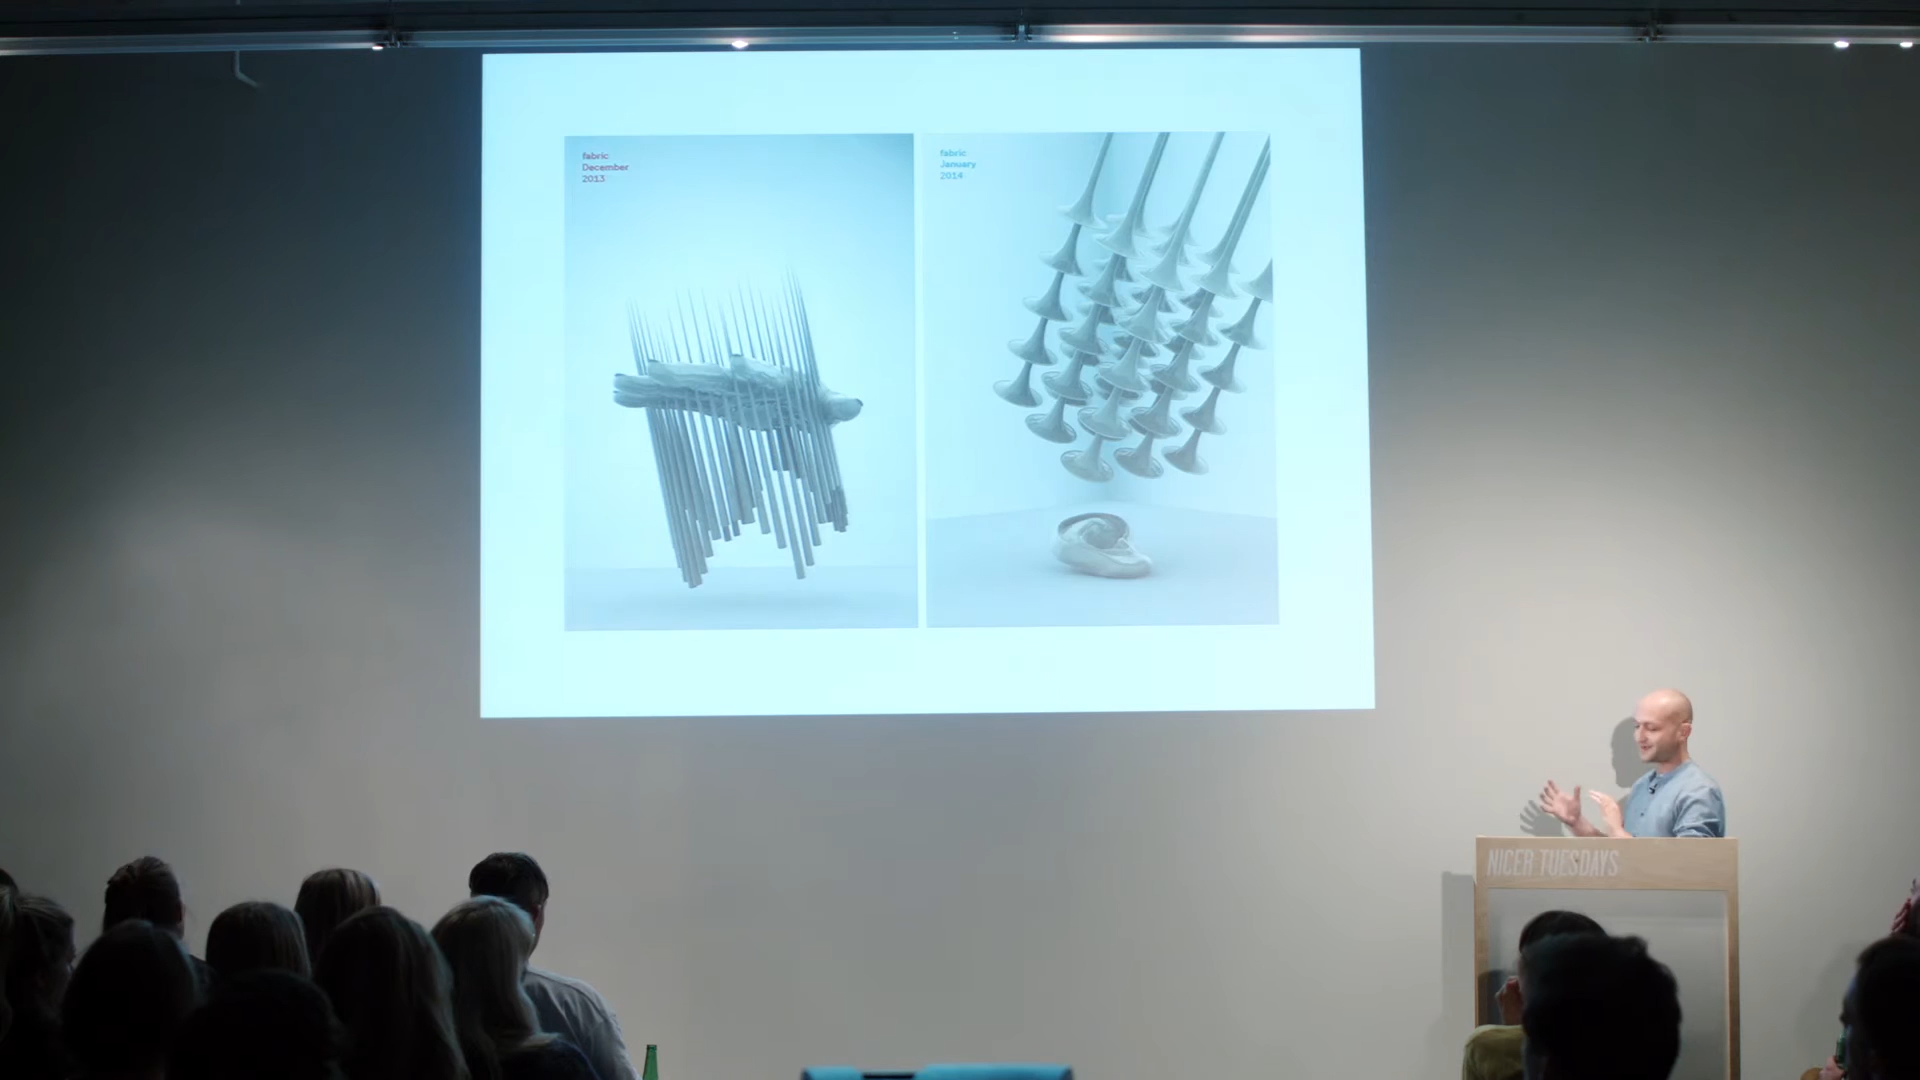 fabric
December
2013
fabric
January
2014
NICER TUESDAYS